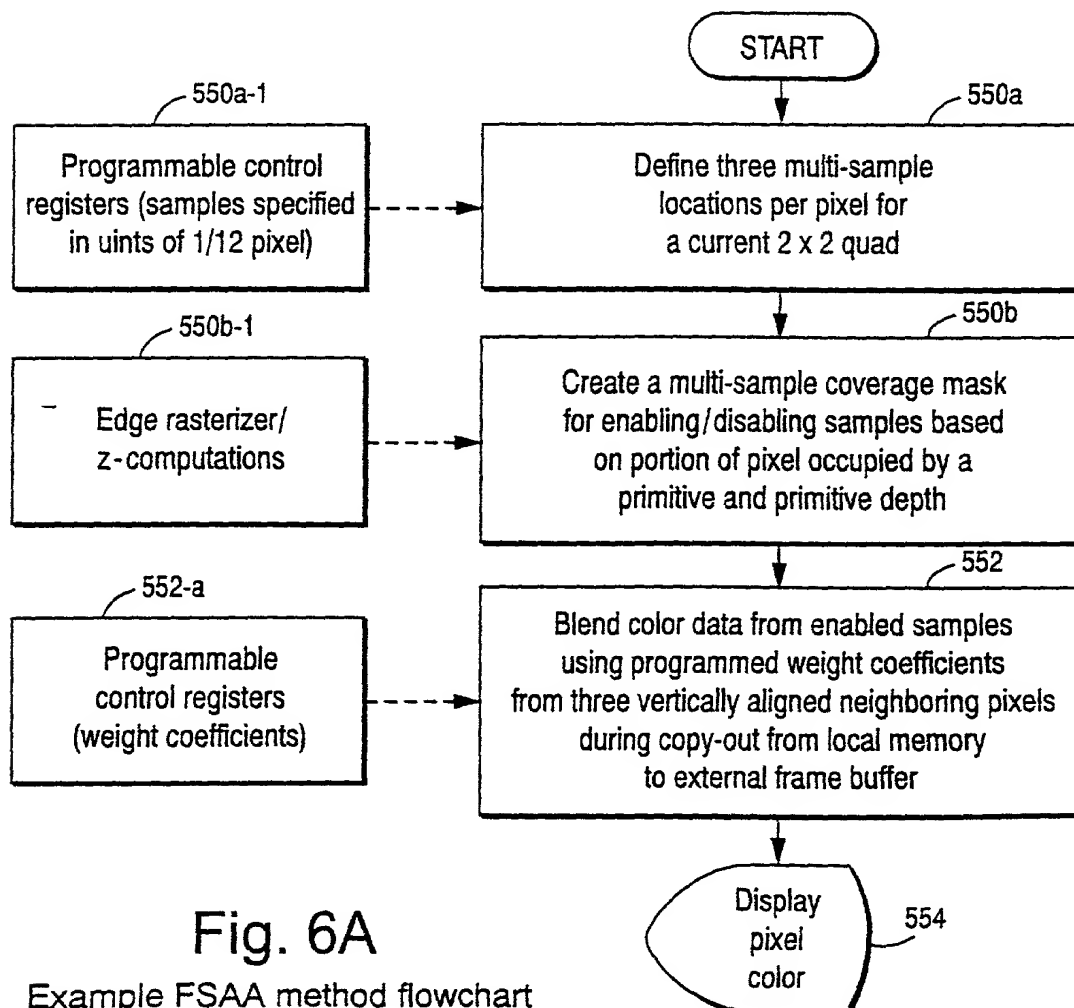 START
550a-1
550a
Programmable control
registers (samples specified
in uints of 1/12 pixel)
Define three multi-sample
locations per pixel for
a current 2 x 2 quad
550b-1
550b
Edge rasterizer/
z-computations
Create a multi-sample coverage mask
for enabling/disabling samples based
on portion of pixel occupied by a
primitive and primitive depth
552-a
552
Programmable
control registers
(weight coefficients)
Blend color data from enabled samples
using programmed weight coefficients
from three vertically aligned neighboring pixels
during copy-out from local memory
to external frame buffer
Display
pixel
color
554
Fig. 6A
Example FSAA method flowchart